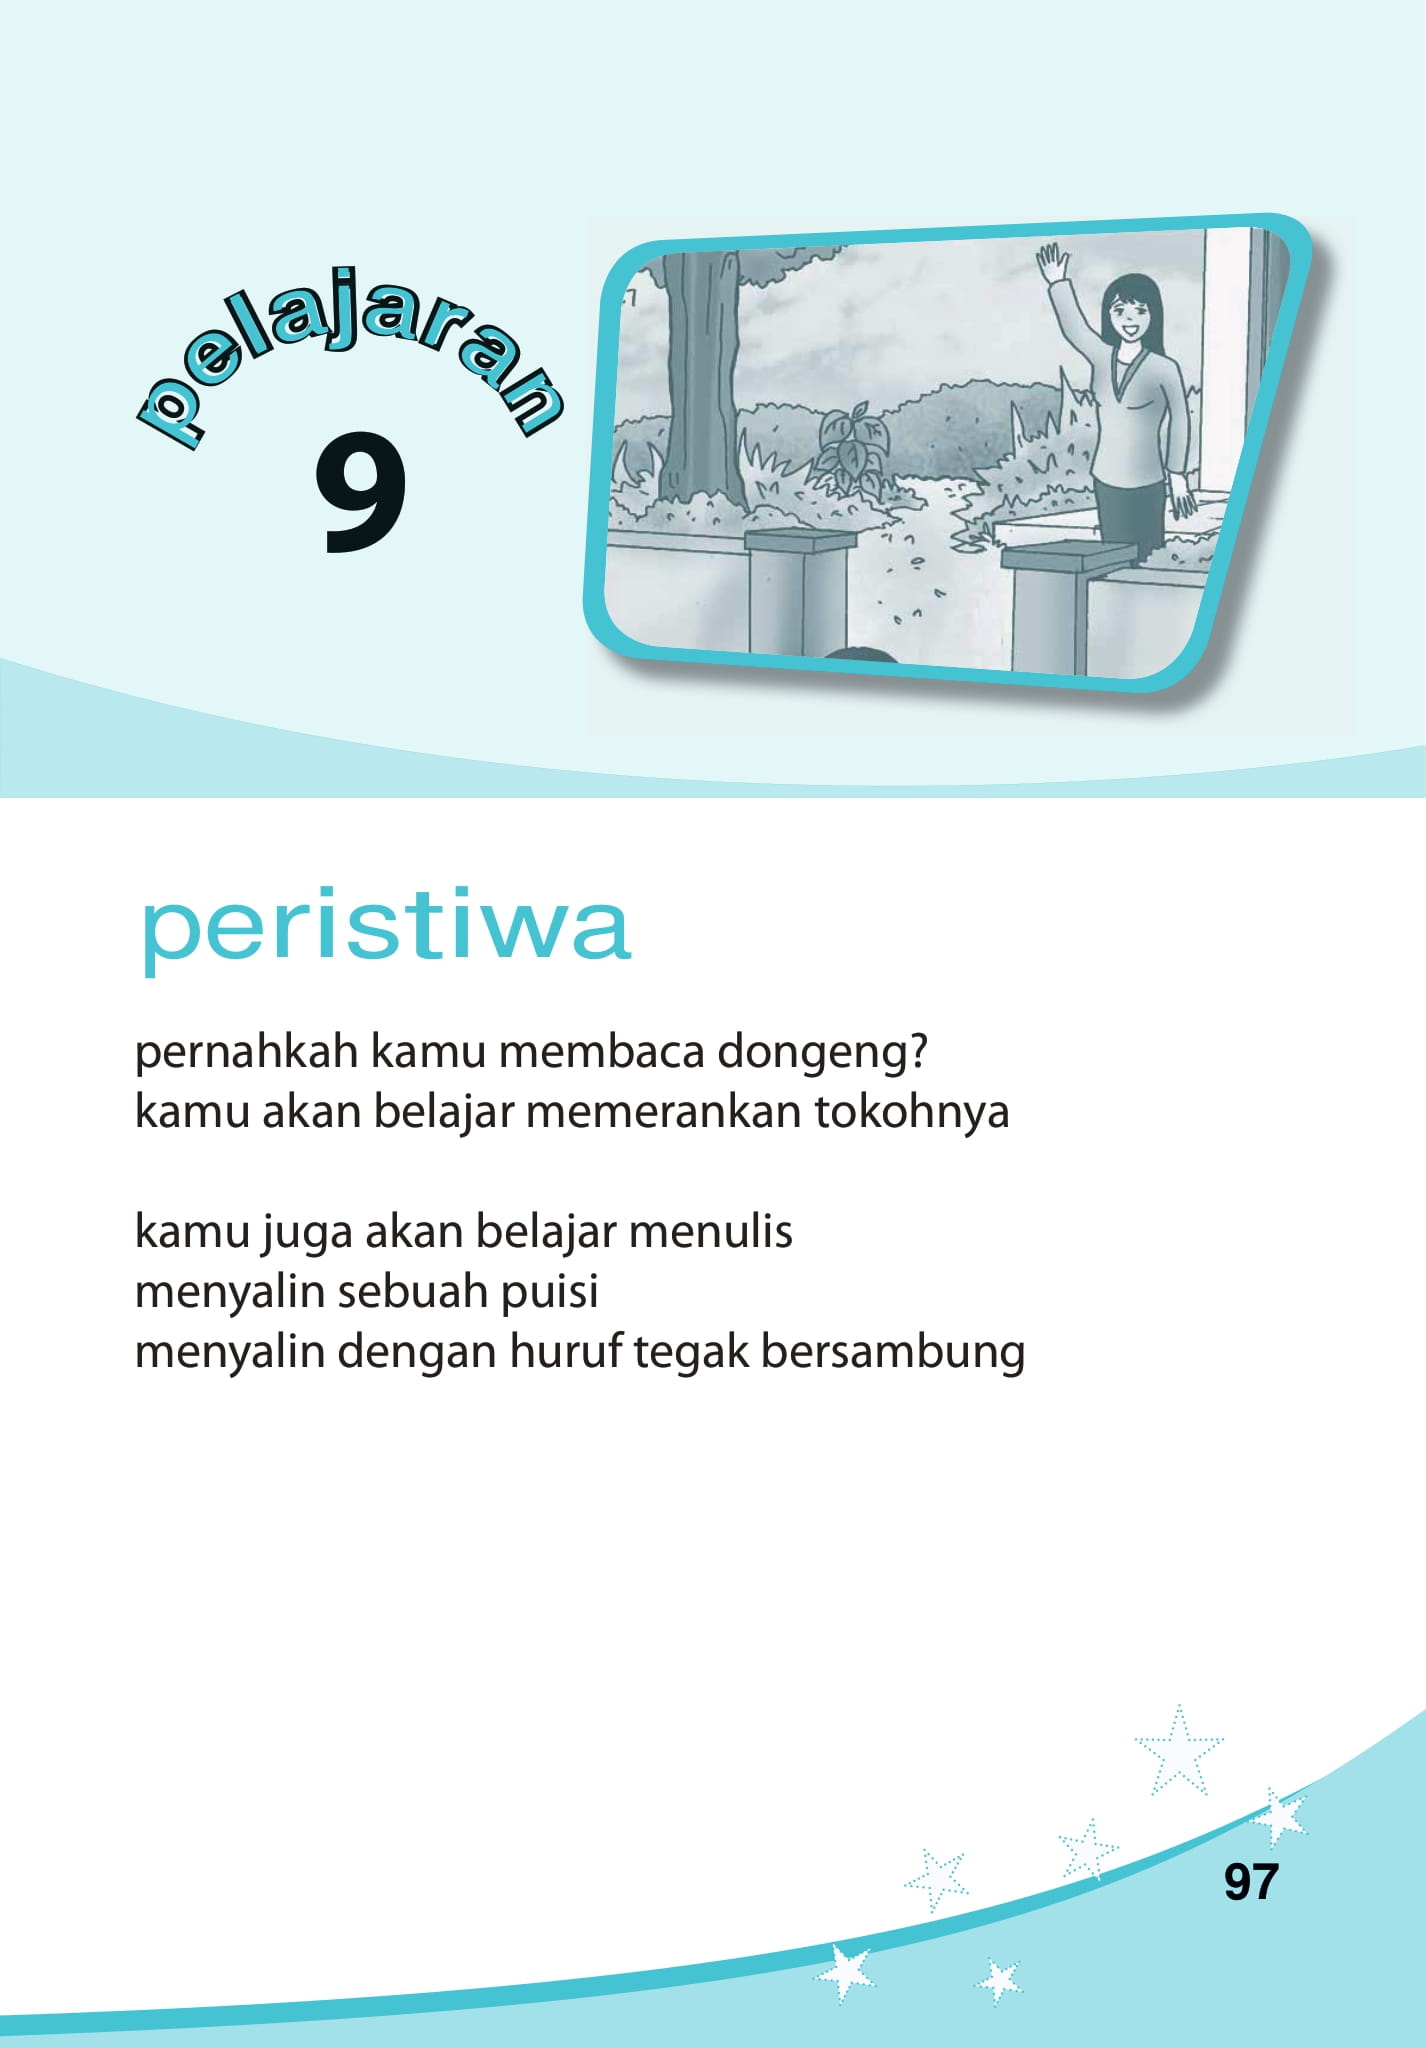 pelajaran
9
peristiwa
pernahkah kamu membaca dongeng?
kamu akan belajar memerankan tokohnya
kamu juga akan belajar menulis
menyalin sebuah puisi
menyalin dengan huruf tegak bersambung
97